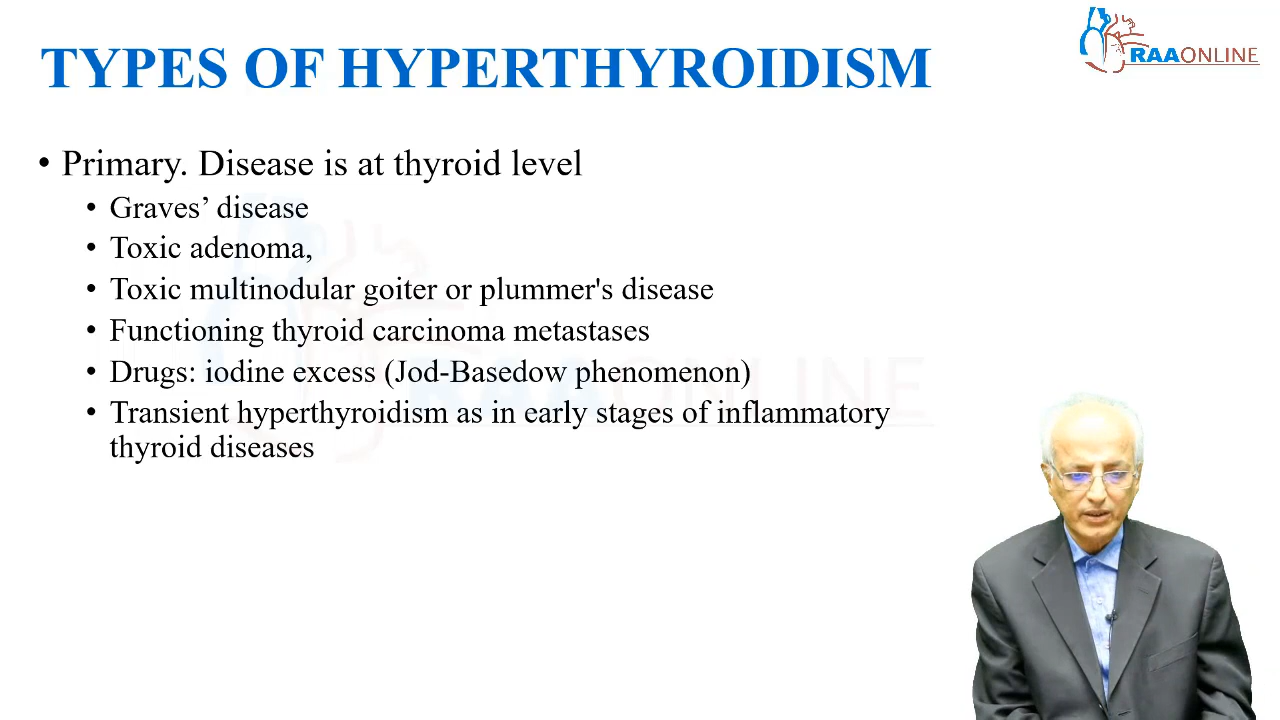 TYPES OF HYPERTHYROIDISM
RAAONLINE
• Primary. Disease is at thyroid level
• Graves’ disease
• Toxic adenoma,
• Toxic multinodular goiter or plummer's disease
• Functioning thyroid carcinoma metastases
• Drugs: iodine excess (Jod-Basedow phenomenon)
• Transient hyperthyroidism as in early stages of inflammatory
thyroid diseases
RAAONLINE